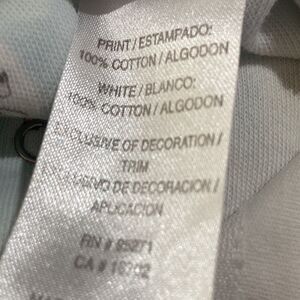 PRINT / ESTAMPADO:
100% COTTON / ALGODON
WHITE / BLANCO:
100% COTTON / ALGODON
EXCLUSIVE OF DECORATION /
TRIM
EXCLUSIVO DE DECORACION /
APLICACION
RN # 95271
CA #